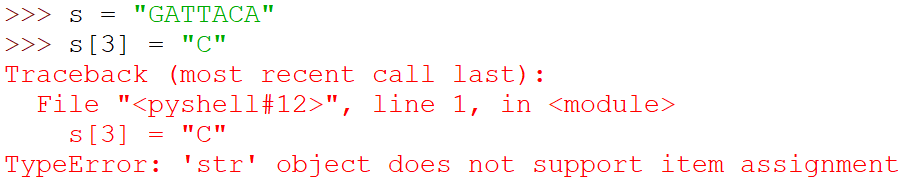 >>> s = "GATTACA"
>>> s[3] = "C"
Traceback (most recent call last):
  File "<pyshell#12>", line 1, in <module>
    s[3] = "C"
TypeError: 'str' object does not support item assignment